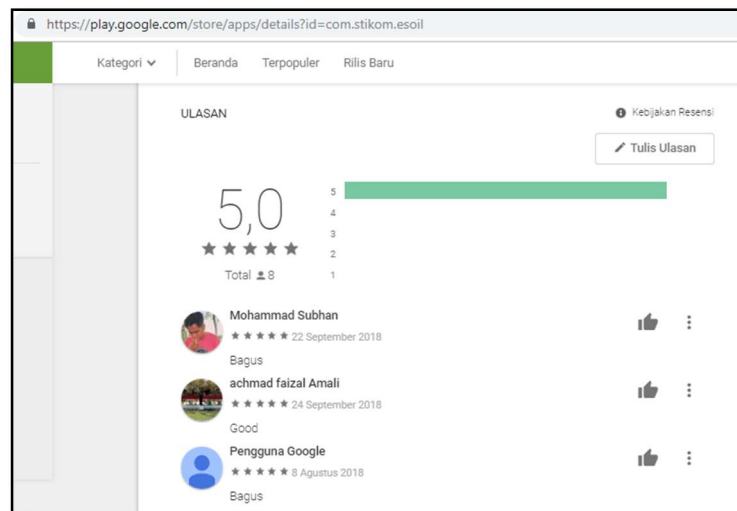 https://play.google.com/store/apps/details?id=com.stikom.esoil
Kategori Beranda Terpopuler Rilis Baru
ULASAN Kebijakan Resensi
Tulis Ulasan
5,0
5
4
3
2
1
Total 8
Mohammad Subhan
22 September 2018
Bagus
achmad faizal Amali
24 September 2018
Good
Pengguna Google
8 Agustus 2018
Bagus